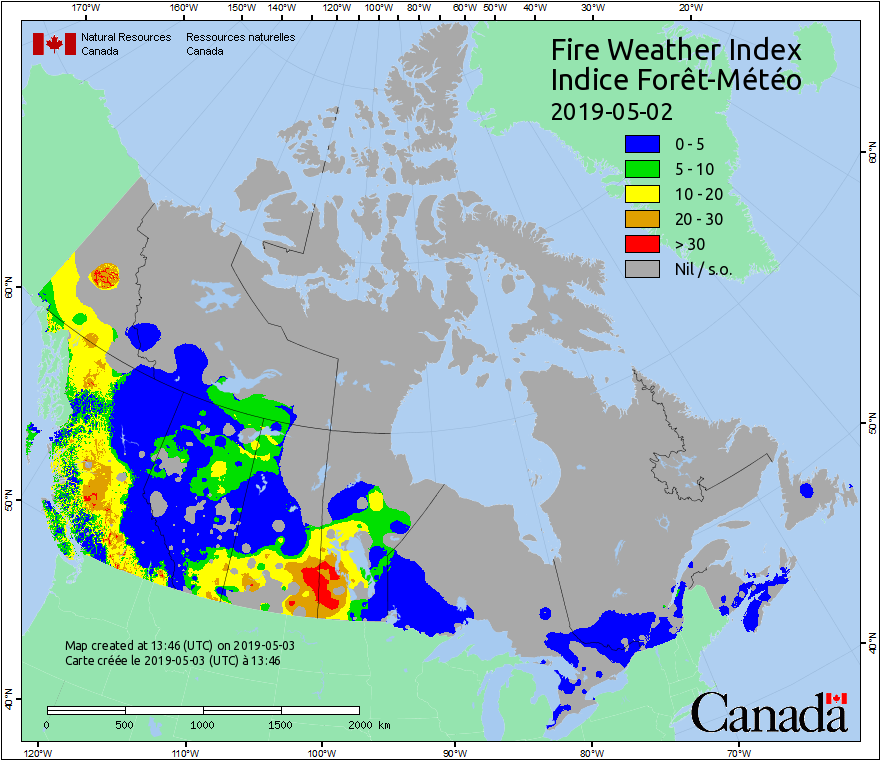 170°W 160°W 150°W 140°W 130°W 120°W 110°W 100°W 90°W 80°W 60°W 50°W 40°W 30°W 20°W
Natural Resources Ressources naturelles
Canada Canada
Fire Weather Index
Indice Forêt-Météo
2019-05-02
0 - 5
5 - 10
10 - 20
20 - 30
> 30
Nil / s.o.
60°N
60°N
50°N
50°N
40°N
40°N
Map created at 13:46 (UTC) on 2019-05-03
Carte créée le 2019-05-03 (UTC) à 13:46
0 500 1000 1500 2000 km
Canada
120°W 110°W 100°W 90°W 80°W 70°W